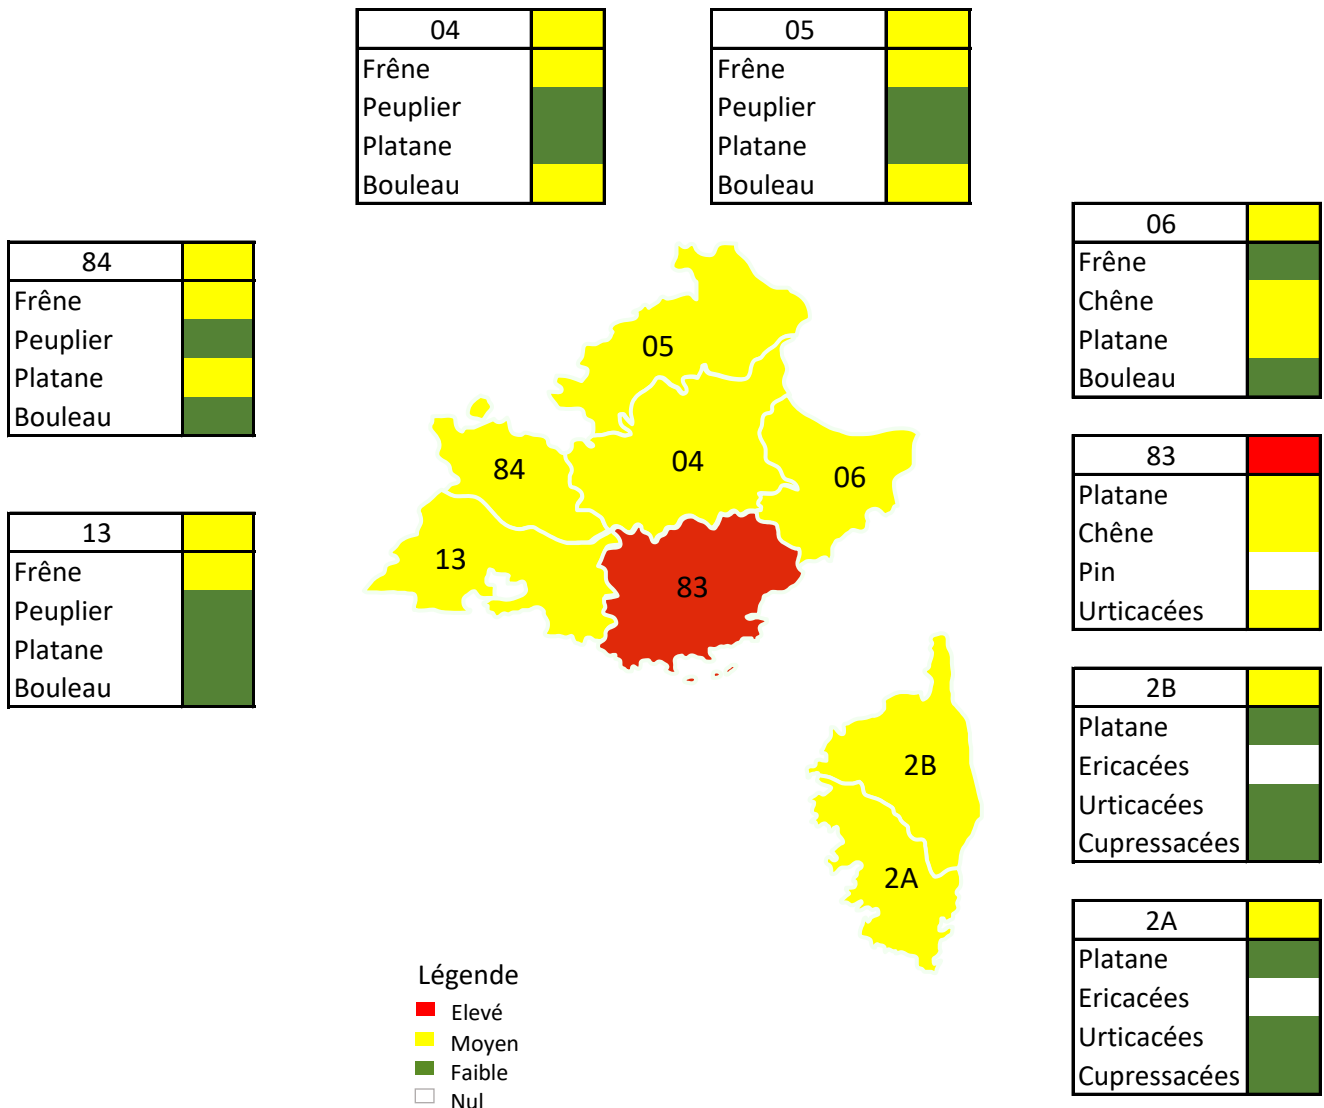 04
Frêne
Peuplier
Platane
Bouleau
05
Frêne
Peuplier
Platane
Bouleau
84
Frêne
Peuplier
Platane
Bouleau
13
Frêne
Peuplier
Platane
Bouleau
05
04
84
06
13
83
2B
2A
06
Frêne
Chêne
Platane
Bouleau
83
Platane
Chêne
Pin
Urticacées
2B
Platane
Ericacées
Urticacées
Cupressacées
2A
Platane
Ericacées
Urticacées
Cupressacées
Légende
Elevé
Moyen
Faible
Nul